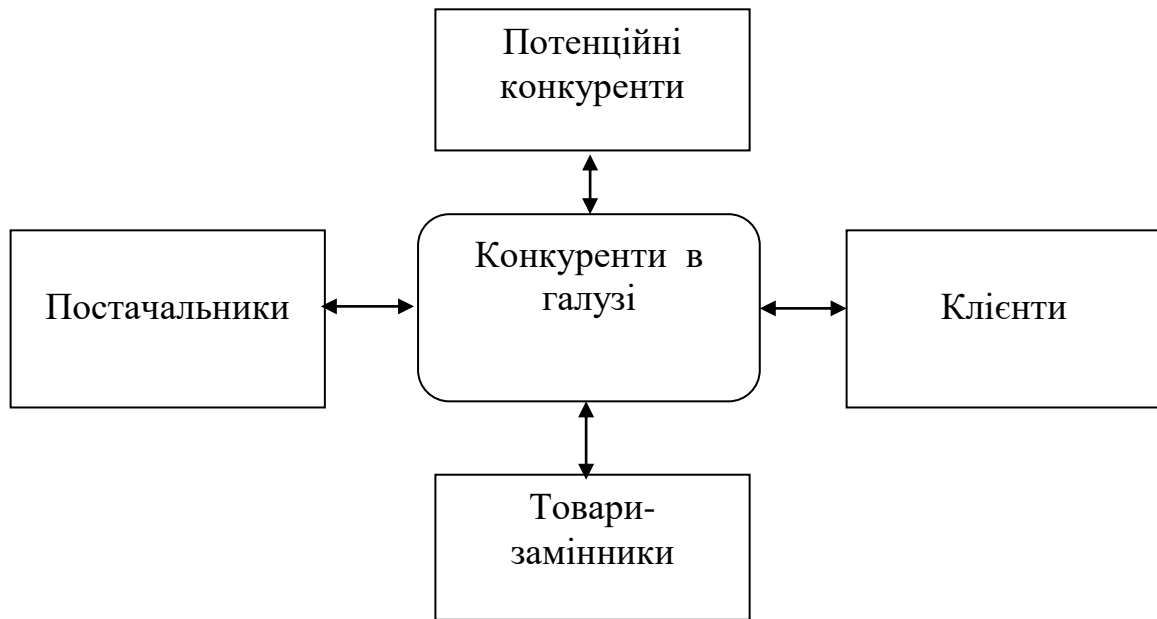 Потенційні
конкуренти
Постачальники
Конкуренти в
галузі
Клієнти
Товари-
замінники